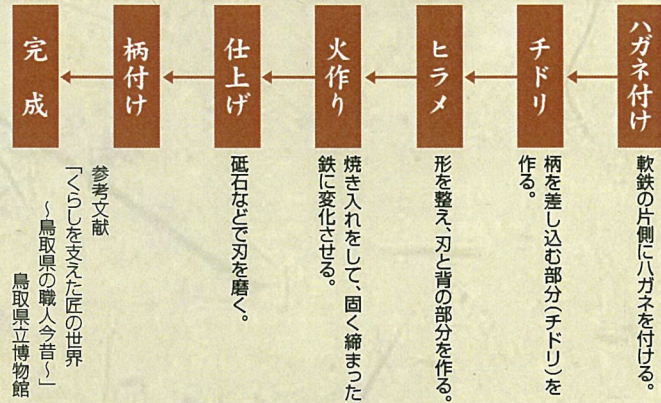 ハガネ付け
軟鉄の片側にハガネを付ける。
チドリ
柄を差し込む部分(チドリ)を
作る。
ヒラメ
形を整え、刃と背の部分を作る。
火作り
焼き入れをして、固く締まった
鉄に変化させる。
仕上げ
砥石などで刃を磨く。
柄付け
完成
参考文献
「くらしを支えた匠の世界
~鳥取県の職人今昔~」
鳥取県立博物館